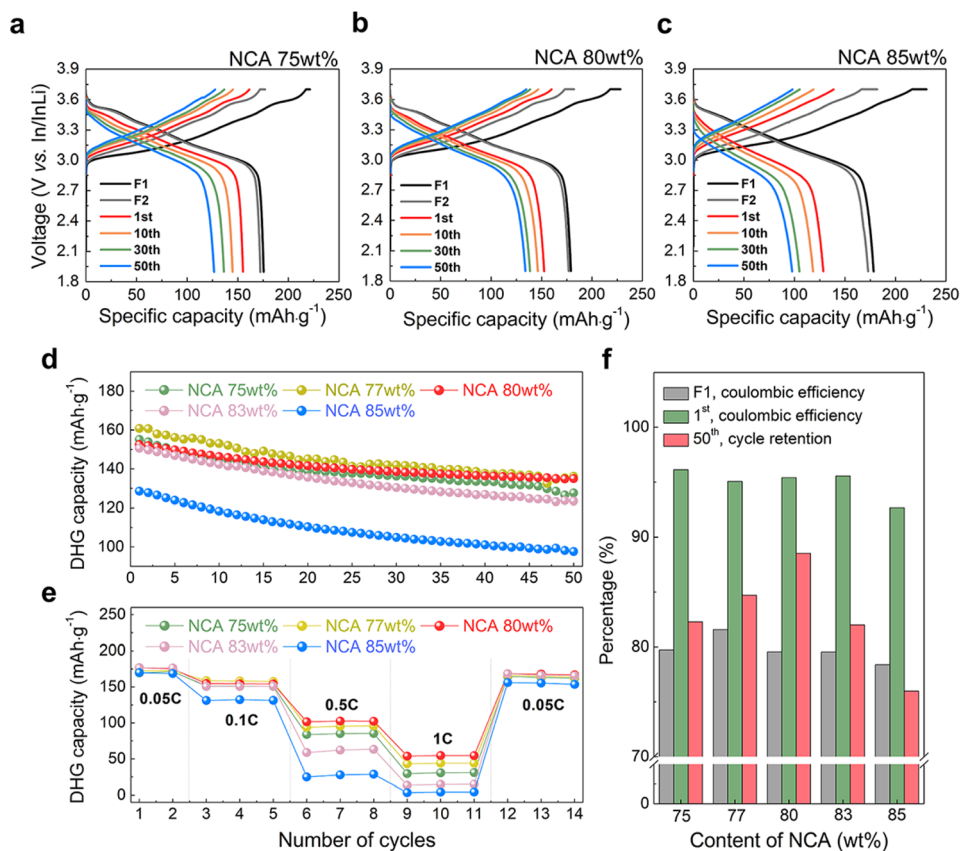 a
NCA 75wt%
3.9
3.6
3.3
3.0
2.7
2.4
2.1
1.8
Voltage (V vs. In/InLi)
F1
F2
1st
10th
30th
50th
0 50 100 150 200 250
Specific capacity (mAh·g⁻¹)
b
NCA 80wt%
3.9
3.6
3.3
3.0
2.7
2.4
2.1
1.8
F1
F2
1st
10th
30th
50th
0 50 100 150 200 250
Specific capacity (mAh·g⁻¹)
c
NCA 85wt%
3.9
3.6
3.3
3.0
2.7
2.4
2.1
1.8
F1
F2
1st
10th
30th
50th
0 50 100 150 200 250
Specific capacity (mAh·g⁻¹)
d
DHG capacity (mAh·g⁻¹)
180
160
140
120
100
NCA 75wt% NCA 77wt% NCA 80wt%
NCA 83wt% NCA 85wt%
0 5 10 15 20 25 30 35 40 45 50
e
DHG capacity (mAh·g⁻¹)
250
200
150
100
50
0
NCA 75wt% NCA 77wt% NCA 80wt%
NCA 83wt% NCA 85wt%
0.05C
0.1C
0.5C
1C
0.05C
1 2 3 4 5 6 7 8 9 10 11 12 13 14
Number of cycles
f
F1, coulombic efficiency
1ˢᵗ, coulombic efficiency
50ᵗʰ, cycle retention
Percentage (%)
100
90
80
70
0
75 77 80 83 85
Content of NCA (wt%)